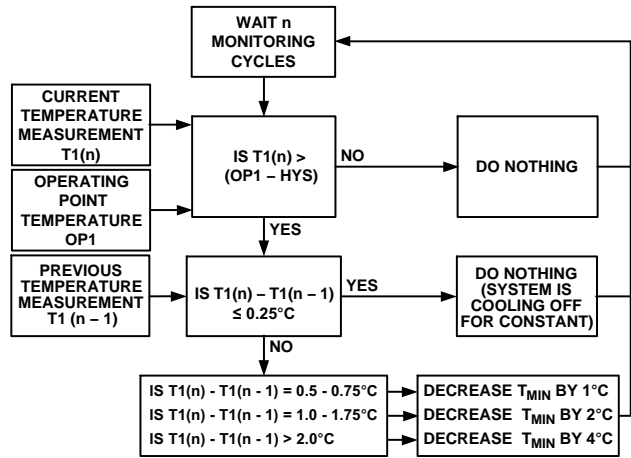 WAIT n
MONITORING
CYCLES
CURRENT
TEMPERATURE
MEASUREMENT
T1(n)
IS T1(n) >
(OP1 – HYS)
NO
DO NOTHING
OPERATING
POINT
TEMPERATURE
OP1
YES
PREVIOUS
TEMPERATURE
MEASUREMENT
T1 (n – 1)
IS T1(n) – T1(n – 1)
≤ 0.25°C
YES
DO NOTHING
(SYSTEM IS
COOLING OFF
FOR CONSTANT)
NO
IS T1(n) - T1(n - 1) = 0.5 - 0.75°C
DECREASE TMIN BY 1°C
IS T1(n) - T1(n - 1) = 1.0 - 1.75°C
DECREASE TMIN BY 2°C
IS T1(n) - T1(n - 1) > 2.0°C
DECREASE TMIN BY 4°C